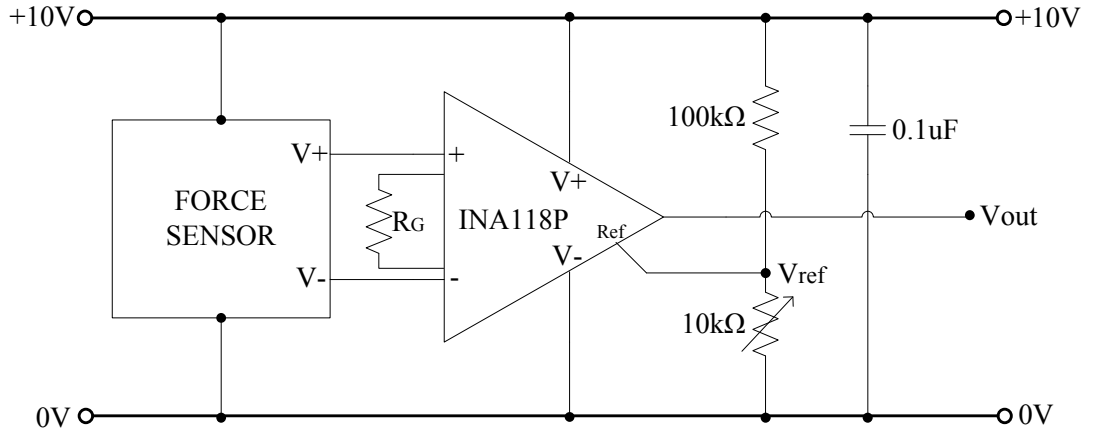 +10V
+10V
100kΩ
0.1uF
V+
+
V+
FORCE
SENSOR
RG
INA118P
Ref
Vout
V-
-
V-
Vref
10kΩ
0V
0V